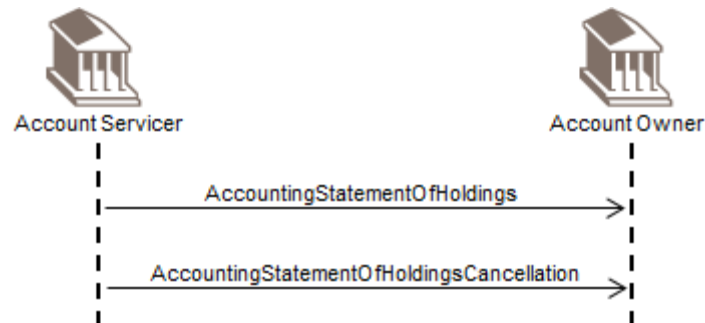 Account Servicer
Account Owner
AccountingStatementOfHoldings
AccountingStatementOfHoldingsCancellation